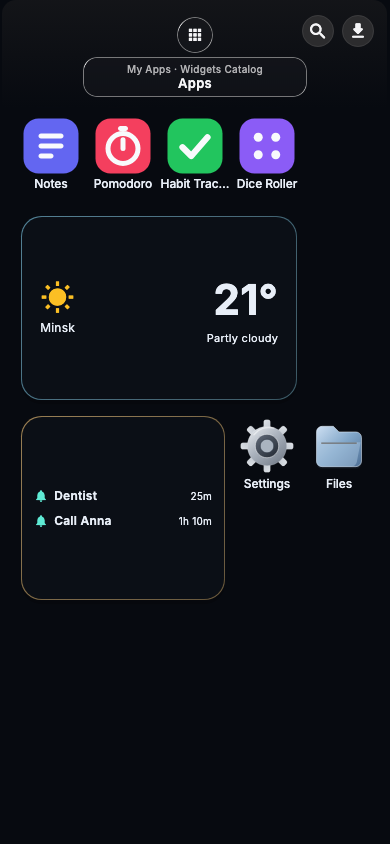 My Apps · Widgets Catalog
Apps
Notes
Pomodoro
Habit Trac...
Dice Roller
21°
Minsk
Partly cloudy
Dentist 25m
Call Anna 1h 10m
Settings
Files